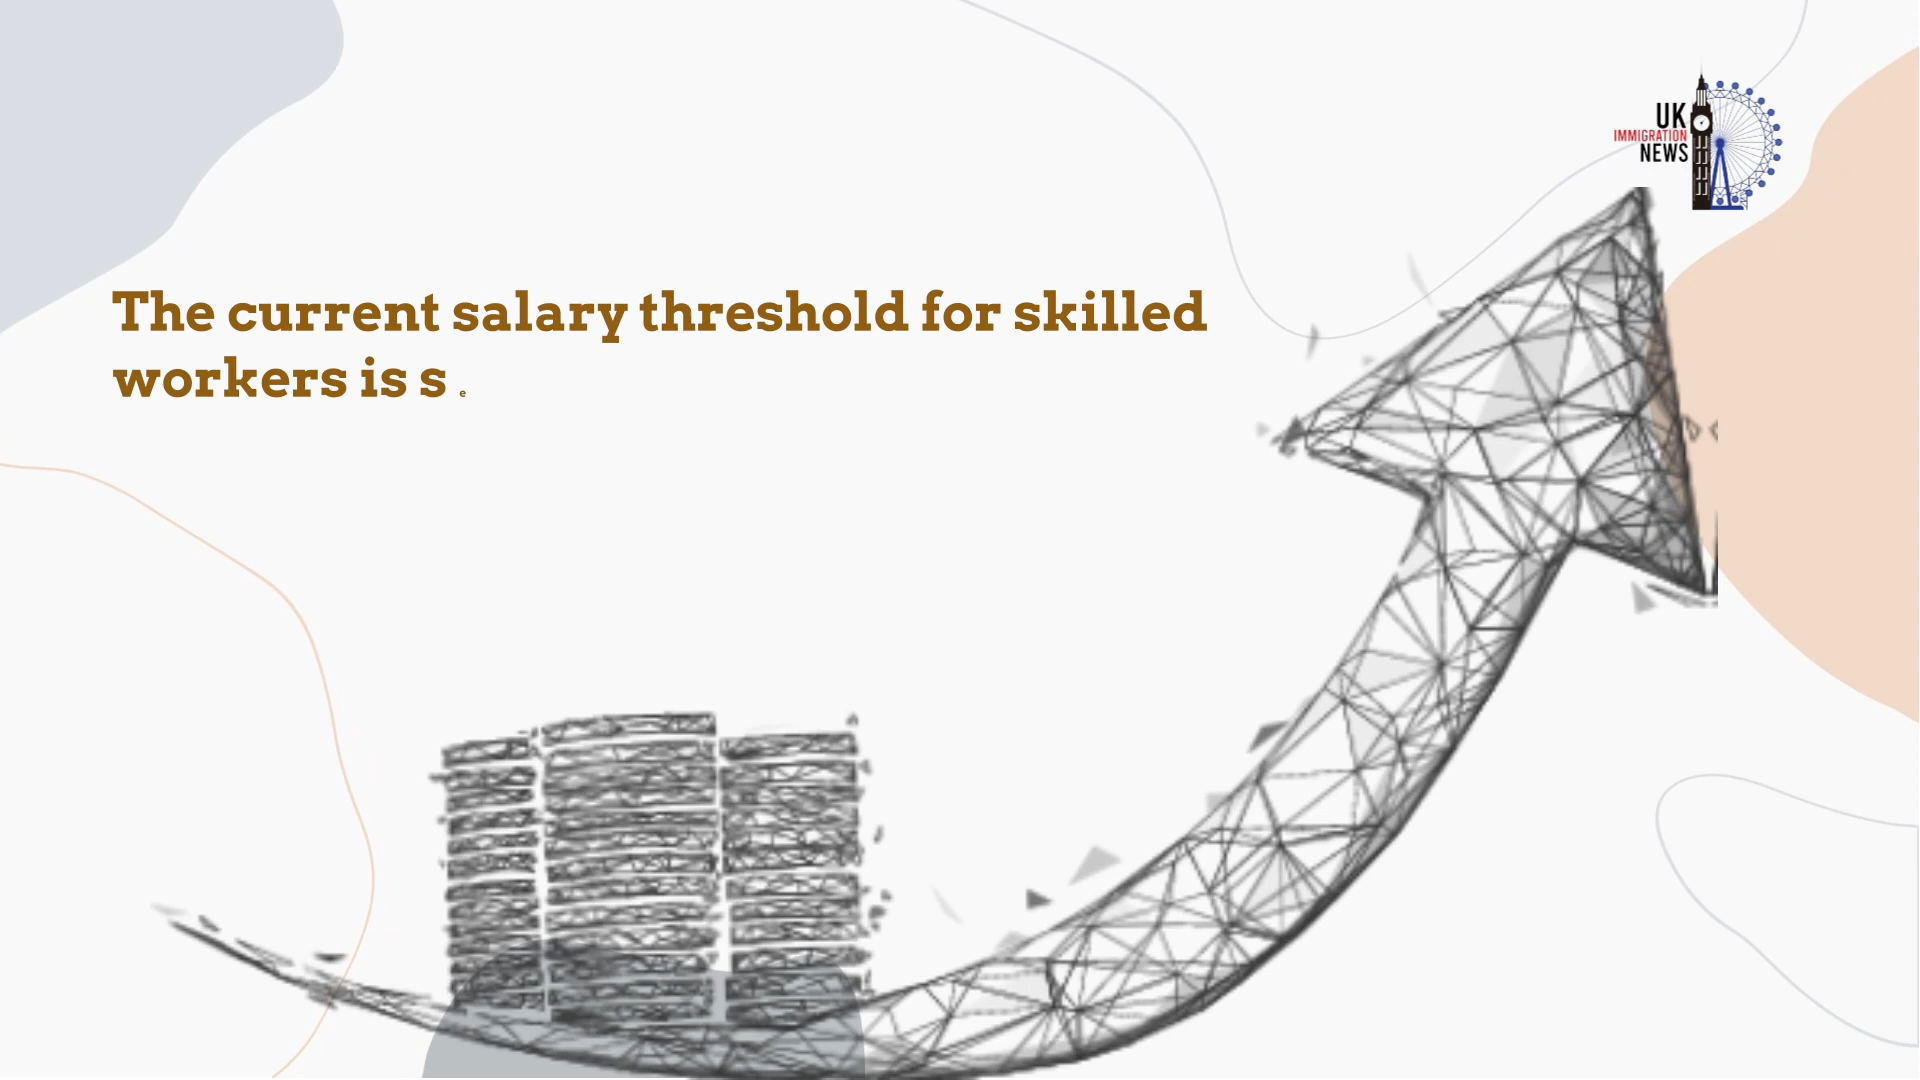 UK
IMMIGRATION
NEWS
The current salary threshold for skilled
workers is s e